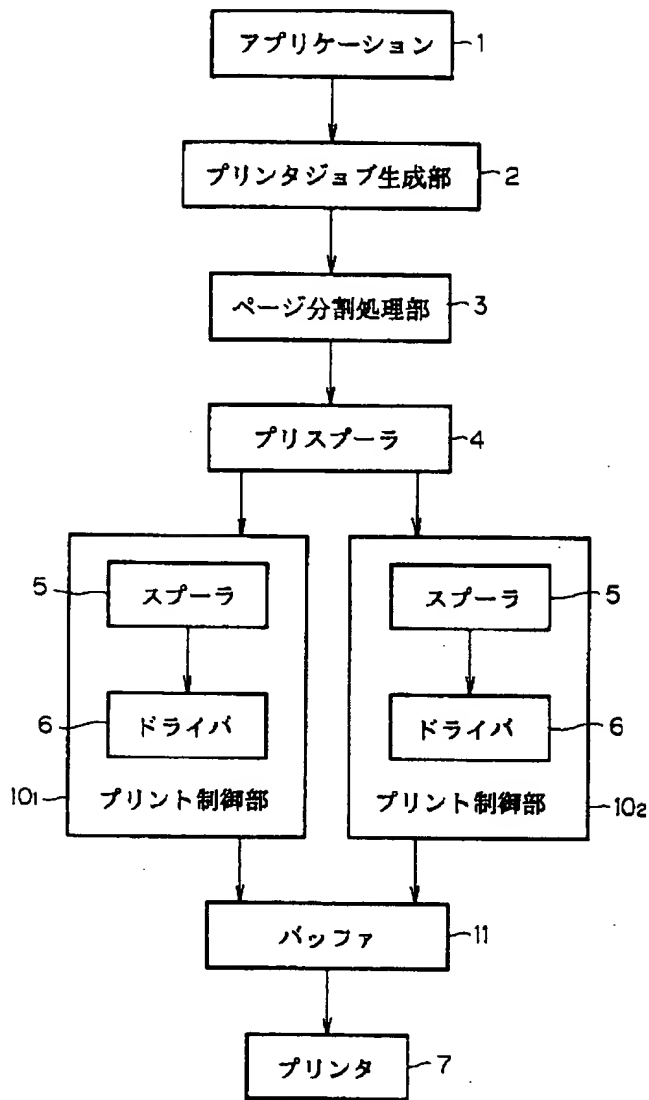 アプリケーション 1
プリンタジョブ生成部 2
ページ分割処理部 3
プリスプーラ 4
5 スプーラ
スプーラ 5
6 ドライバ
ドライバ 6
10₁ プリント制御部
プリント制御部 10₂
バッファ 11
プリンタ 7